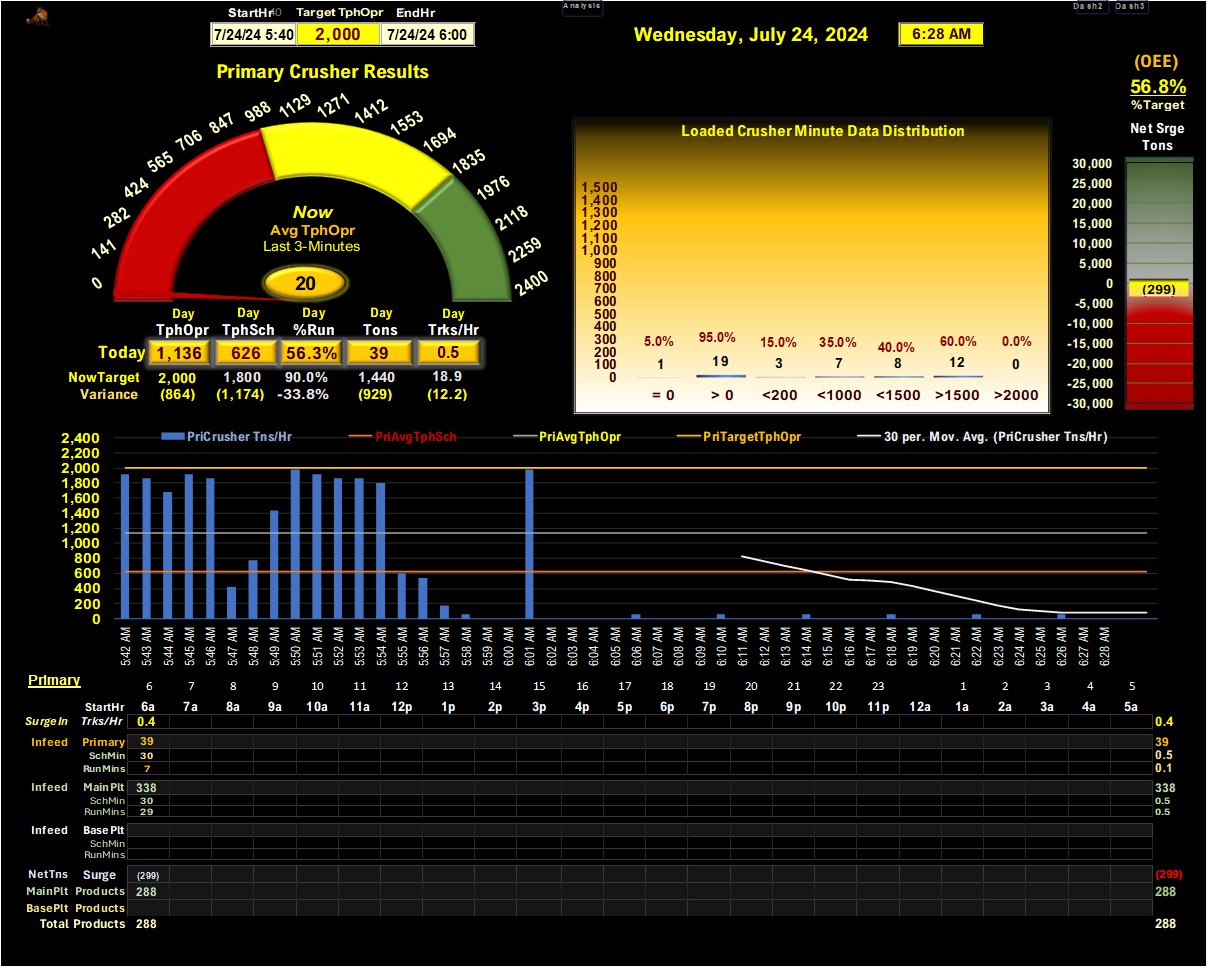 StartHr Target TphOpr EndHr
7/24/24 5:40 2,000 7/24/24 6:00
Analysis
Wednesday, July 24, 2024 6:28 AM
Dash2 Dash3
Primary Crusher Results
0 141 282 424 565 706 847 988 1129 1271 1412 1553 1694 1835 1976 2118 2259 2400
Now
Avg TphOpr
Last 3-Minutes
20
Day Day Day Day Day
TphOpr TphSch %Run Tons Trks/Hr
Today 1,136 626 56.3% 39 0.5
NowTarget 2,000 1,800 90.0% 1,440 18.9
Variance (864) (1,174) -33.8% (929) (12.2)
Loaded Crusher Minute Data Distribution
1,500
1,400
1,300
1,200
1,100
1,000
900
800
700
600
500
400
300
200
100
0
5.0% 95.0% 15.0% 35.0% 40.0% 60.0% 0.0%
1 19 3 7 8 12 0
= 0 > 0 <200 <1000 <1500 >1500 >2000
(OEE)
56.8%
%Target
Net Srge
Tons
30,000
25,000
20,000
15,000
10,000
5,000
0
(299)
-5,000
-10,000
-15,000
-20,000
-25,000
-30,000
PriCrusher Tns/Hr PriAvgTphSch PriAvgTphOpr PriTargetTphOpr 30 per. Mov. Avg. (PriCrusher Tns/Hr)
2,400
2,200
2,000
1,800
1,600
1,400
1,200
1,000
800
600
400
200
0
5:42 AM 5:43 AM 5:44 AM 5:45 AM 5:46 AM 5:47 AM 5:48 AM 5:49 AM 5:50 AM 5:51 AM 5:52 AM 5:53 AM 5:54 AM 5:55 AM 5:56 AM 5:57 AM 5:58 AM 5:59 AM 6:00 AM 6:01 AM 6:02 AM 6:03 AM 6:04 AM 6:05 AM 6:06 AM 6:07 AM 6:08 AM 6:09 AM 6:10 AM 6:11 AM 6:12 AM 6:13 AM 6:14 AM 6:15 AM 6:16 AM 6:17 AM 6:18 AM 6:19 AM 6:20 AM 6:21 AM 6:22 AM 6:23 AM 6:24 AM 6:25 AM 6:26 AM 6:27 AM 6:28 AM
Primary
6 7 8 9 10 11 12 13 14 15 16 17 18 19 20 21 22 23 1 2 3 4 5
StartHr 6a 7a 8a 9a 10a 11a 12p 1p 2p 3p 4p 5p 6p 7p 8p 9p 10p 11p 12a 1a 2a 3a 4a 5a
SurgeIn Trks/Hr 0.4 0.4
Infeed Primary 39 39
SchMin 30 0.5
RunMins 7 0.1
Infeed MainPlt 338 338
SchMin 30 0.5
RunMins 29 0.5
Infeed BasePlt
SchMin
RunMins
NetTns Surge (299) (299)
MainPlt Products 288 288
BasePlt Products
Total Products 288 288